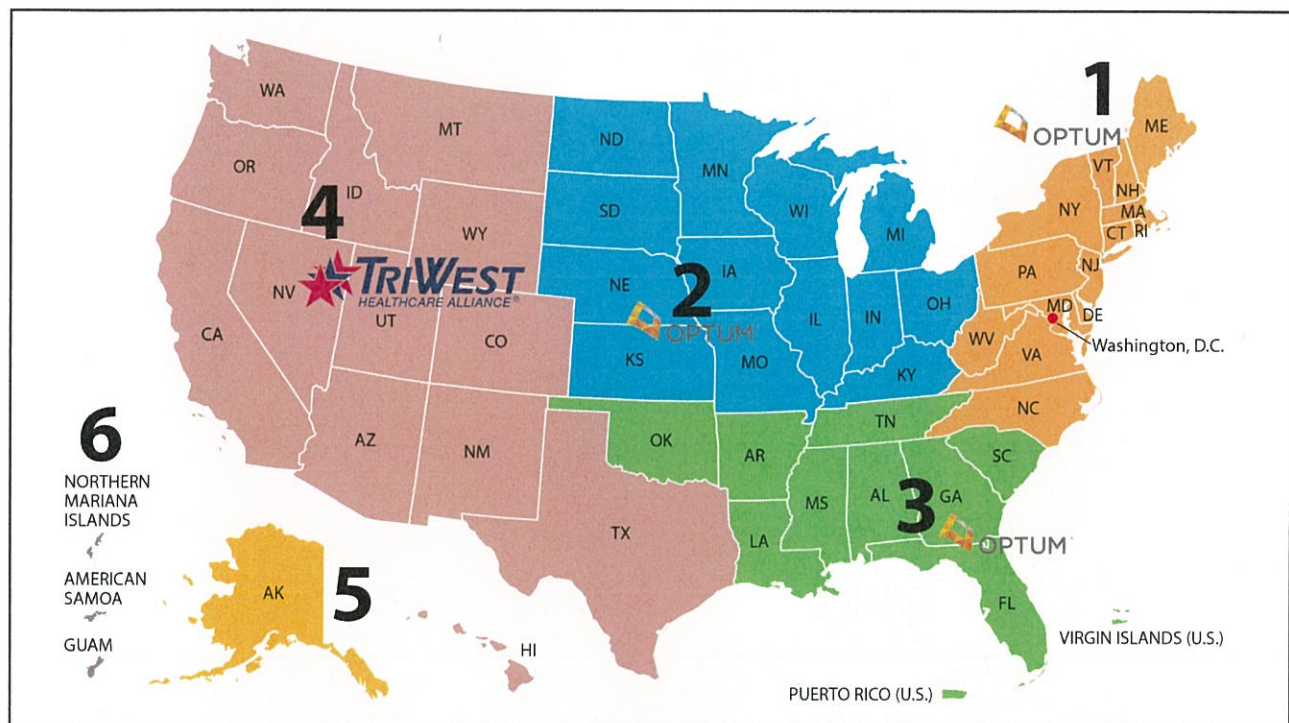 1
OPTUM
WA
MT
ND
MN
ME
VT
NH
OR
ID
4
SD
WI
MI
NY
MA
CT
RI
WY
TRIWEST
HEALTHCARE ALLIANCE®
NV
NE
2
OPTUM
IA
PA
NJ
OH
IL
IN
MD
DE
WV
VA
Washington, D.C.
CA
UT
CO
KS
MO
KY
NC
TN
6
NORTHERN
MARIANA
ISLANDS
AZ
NM
OK
AR
SC
MS
AL
GA
3
OPTUM
TX
LA
AMERICAN
SAMOA
AK
5
FL
GUAM
HI
VIRGIN ISLANDS (U.S.)
PUERTO RICO (U.S.)